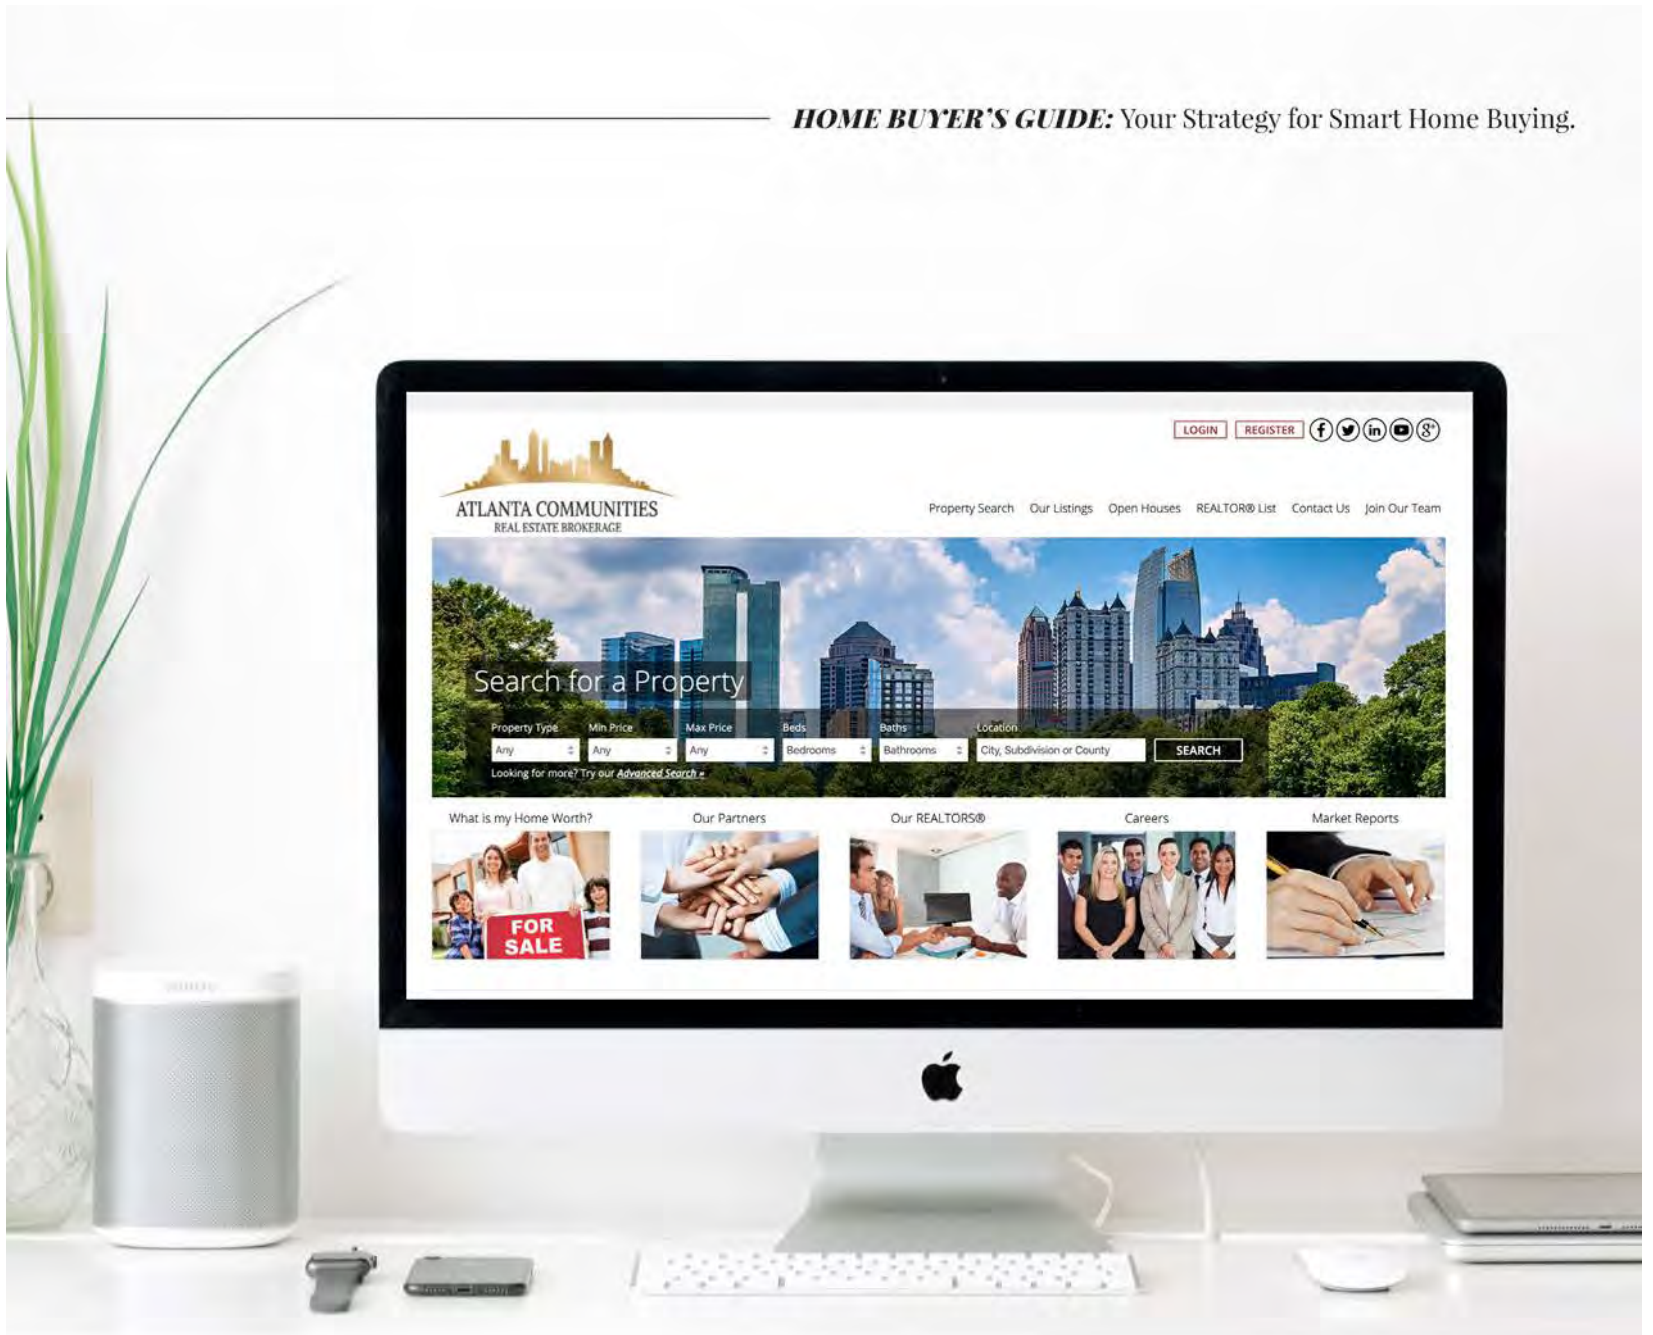 HOME BUYER'S GUIDE: Your Strategy for Smart Home Buying.
LOGIN REGISTER
ATLANTA COMMUNITIES
REAL ESTATE BROKERAGE
Property Search Our Listings Open Houses REALTOR® List Contact Us Join Our Team
Search for a Property
Property Type Min Price Max Price Beds Baths Location
Any Any Any Bedrooms Bathrooms City, Subdivision or County SEARCH
Looking for more? Try our Advanced Search »
What is my Home Worth? Our Partners Our REALTORS® Careers Market Reports
FOR
SALE